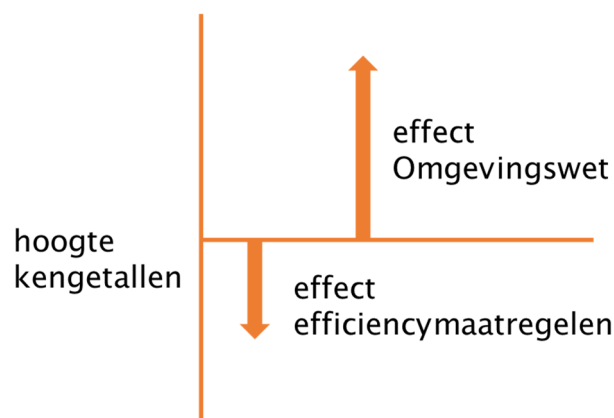 effect
Omgevingswet
hoogte
kengetallen
effect
efficiencymaatregelen